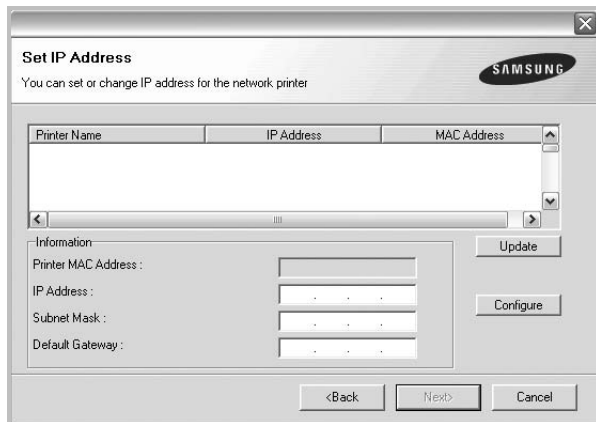 Set IP Address
You can set or change IP address for the network printer
SAMSUNG
Printer Name IP Address MAC Address
Information
Update
Printer MAC Address :
IP Address :
Configure
Subnet Mask :
Default Gateway :
<Back Next> Cancel